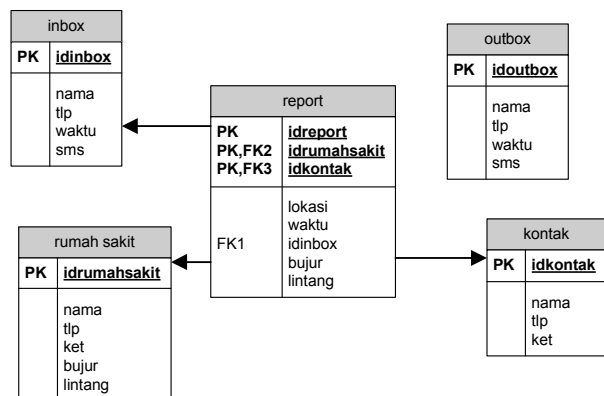 inbox
PK idinbox
nama
tlp
waktu
sms
outbox
PK idoutbox
nama
tlp
waktu
sms
report
PK idreport
PK,FK2 idrumahsakit
PK,FK3 idkontak
lokasi
waktu
FK1 idinbox
bujur
lintang
rumah sakit
PK idrumahsakit
nama
tlp
ket
bujur
lintang
kontak
PK idkontak
nama
tlp
ket